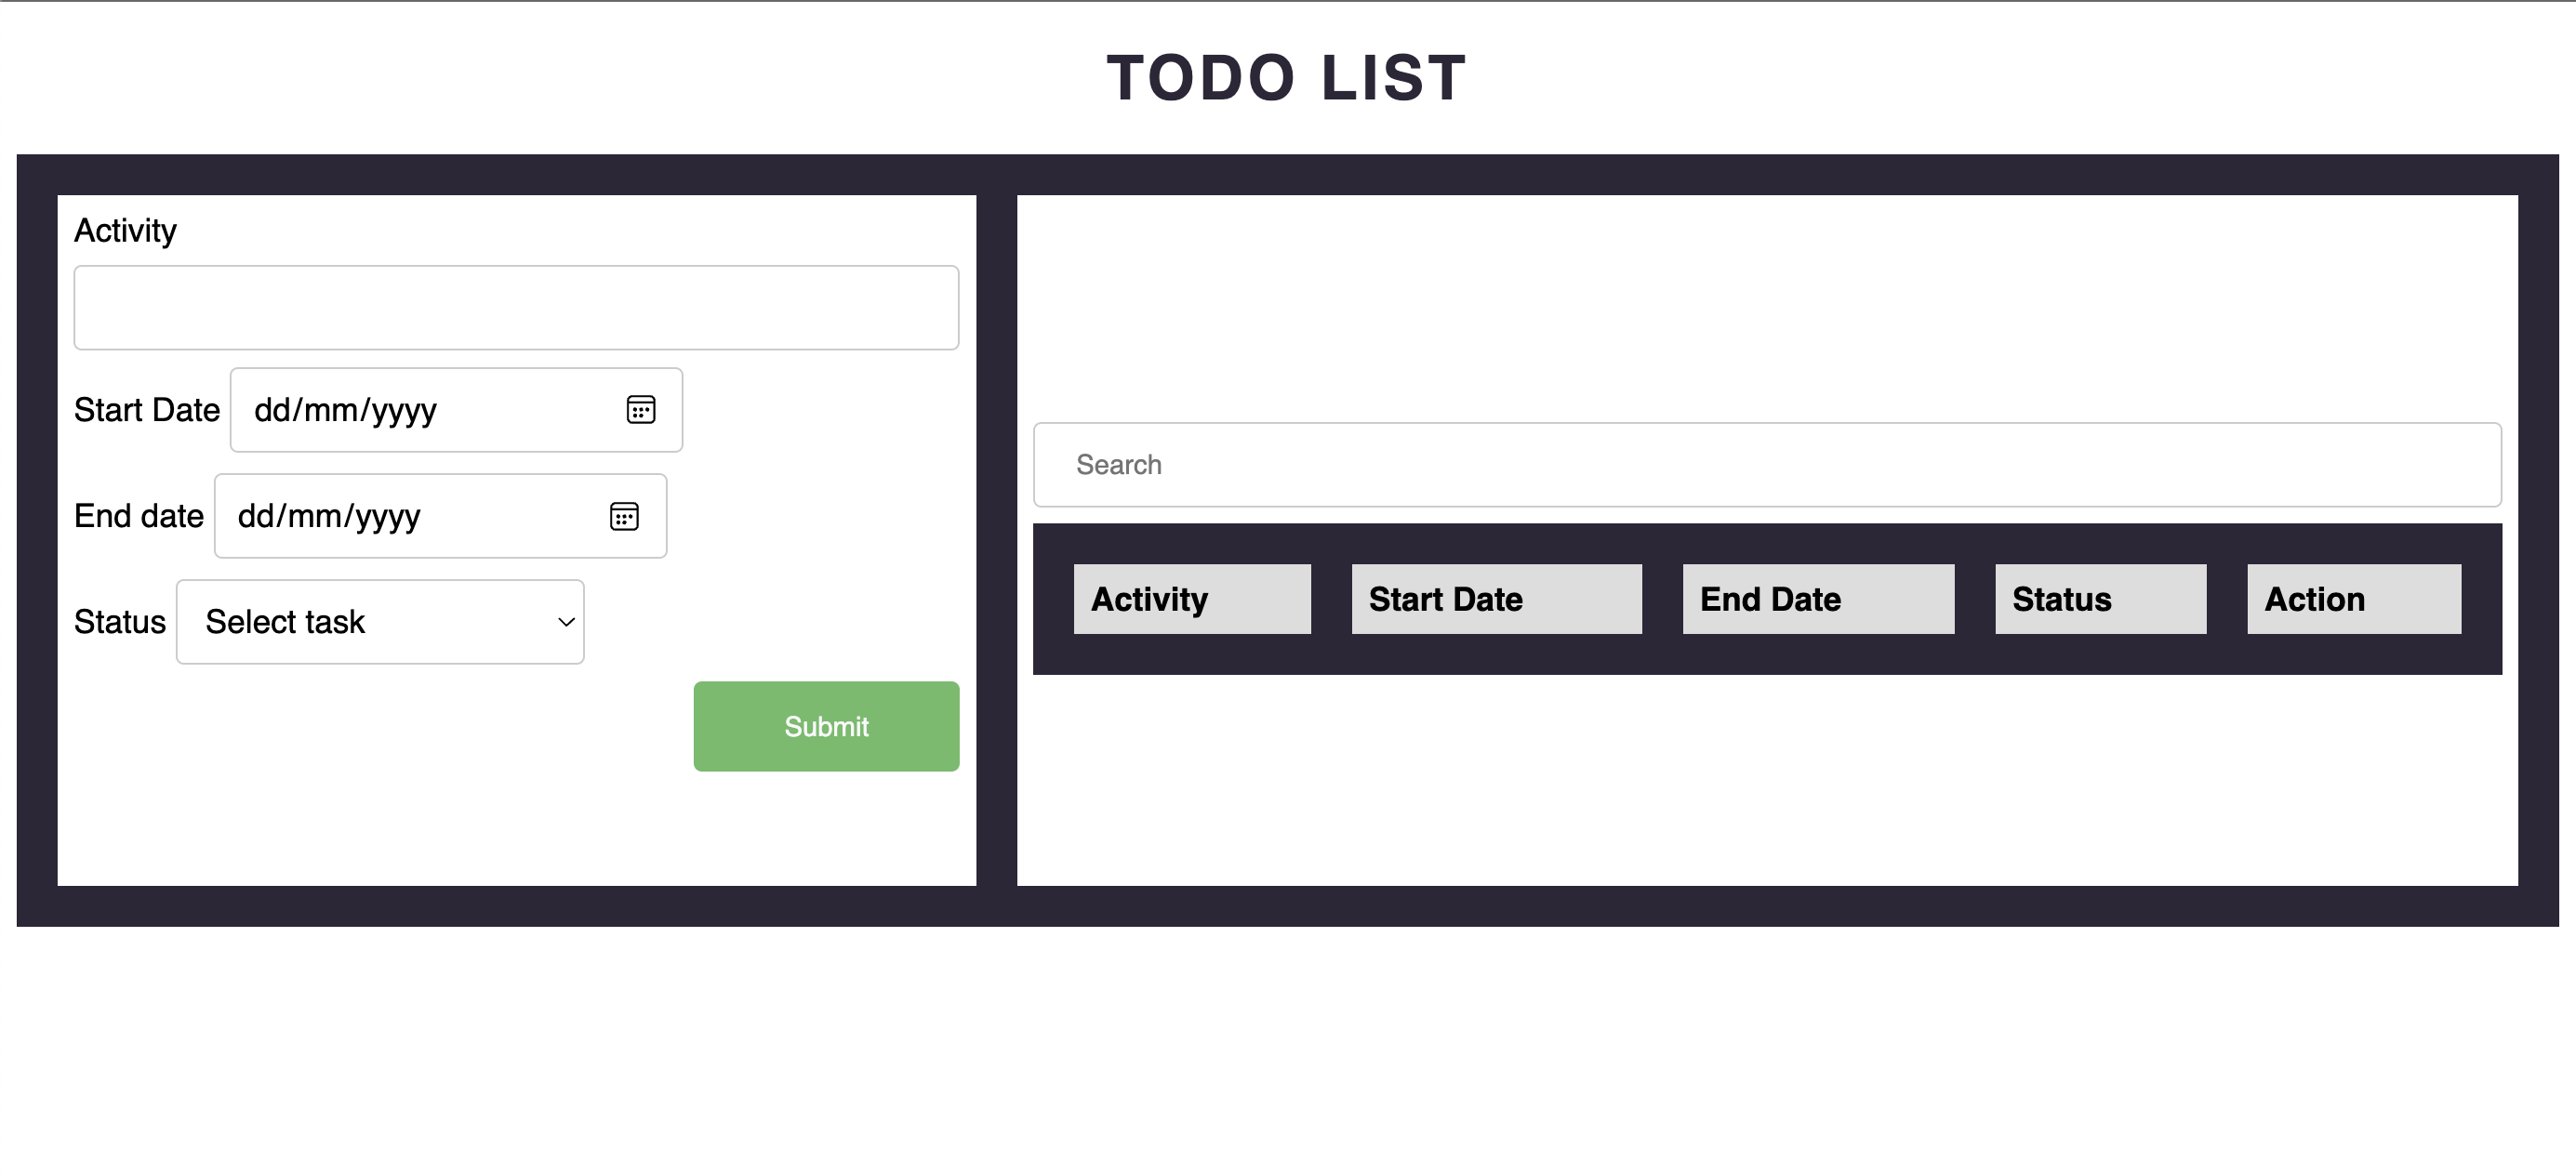 TODO LIST
Activity
Start Date dd/mm/yyyy
End date dd/mm/yyyy
Status Select task
Submit
Search
Activity Start Date End Date Status Action